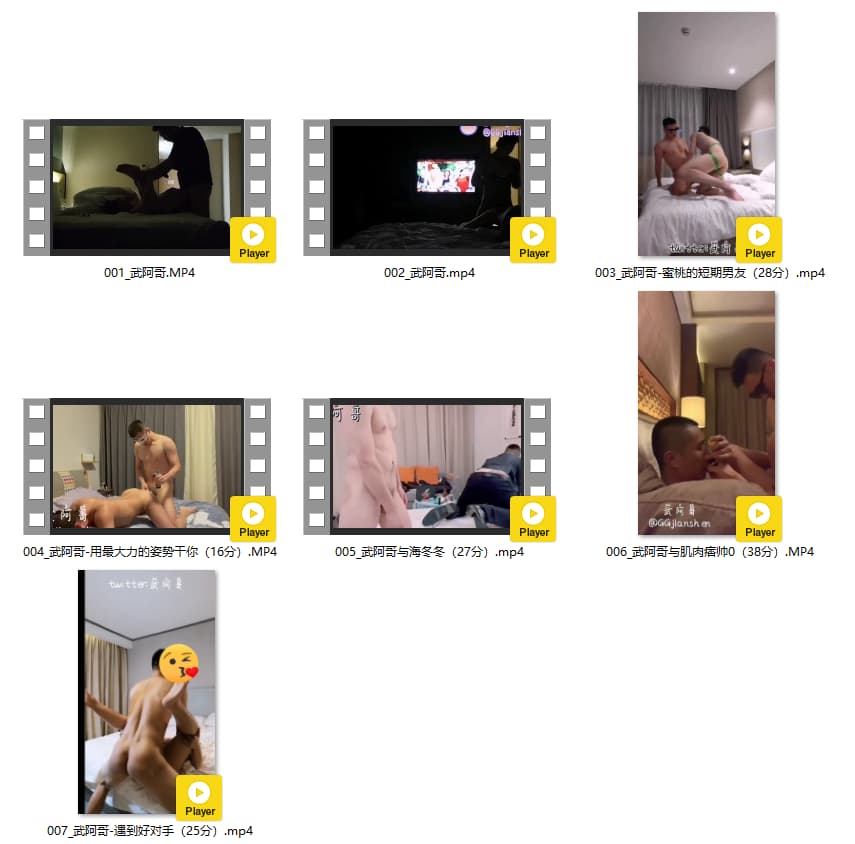 @GGjiansh
Player
Player
Player
001_武阿哥.MP4
002_武阿哥.mp4
twitter:武阿
003_武阿哥-蜜桃的短期男友（28分）.mp4
阿哥
阿哥
武阿哥
@GGjianshen
Player
Player
Player
004_武阿哥-用最大力的姿势干你（16分）.MP4
005_武阿哥与海冬冬（27分）.mp4
006_武阿哥与肌肉痞帅0（38分）.MP4
twitter:武阿哥
Player
007_武阿哥-遇到好对手（25分）.mp4